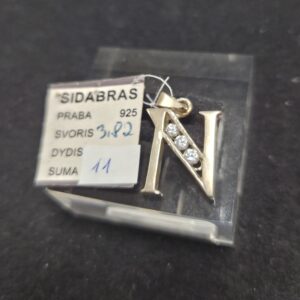 SIDABRAS
PRABA 925
SVORIS 3.82
DYDIS
SUMA 11
N